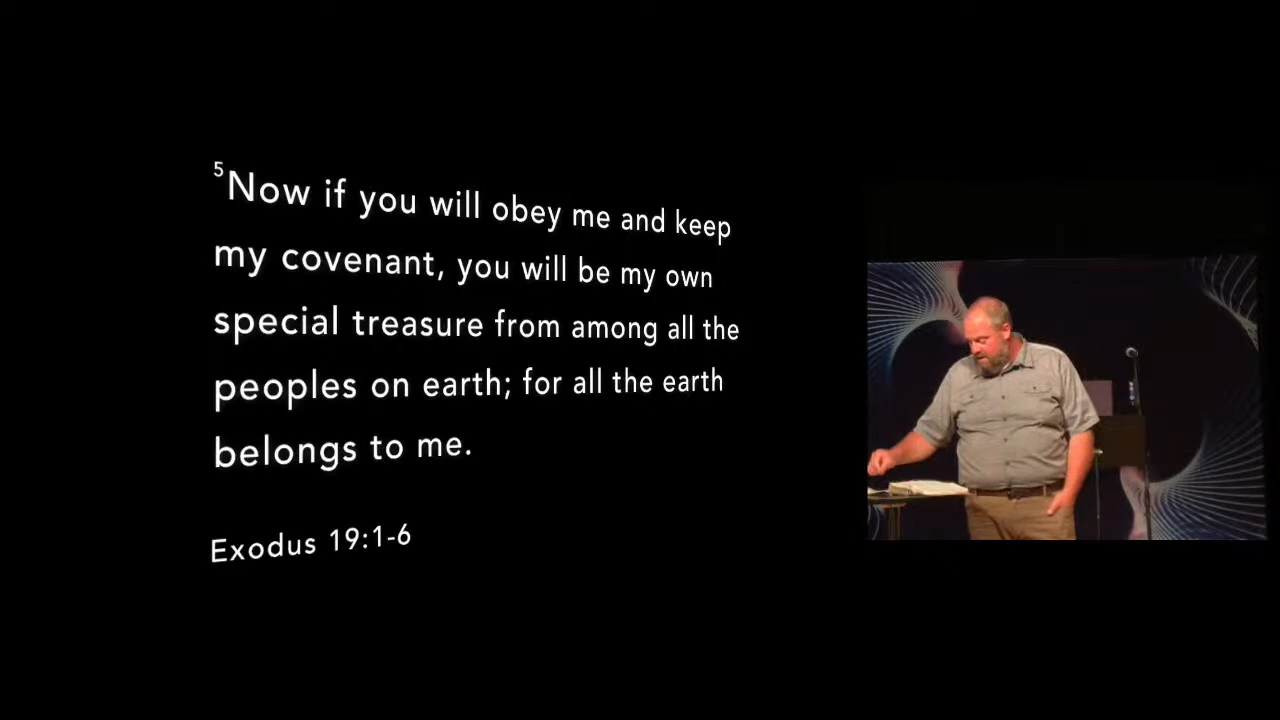 5Now if you will obey me and keep
my covenant, you will be my own
special treasure from among all the
peoples on earth; for all the earth
belongs to me.
Exodus 19:1-6